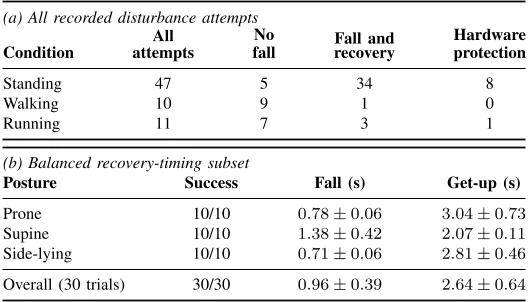 (a) All recorded disturbance attempts
Condition All attempts No fall Fall and recovery Hardware protection
Standing 47 5 34 8
Walking 10 9 1 0
Running 11 7 3 1
(b) Balanced recovery-timing subset
Posture Success Fall (s) Get-up (s)
Prone 10/10 0.78 ± 0.06 3.04 ± 0.73
Supine 10/10 1.38 ± 0.42 2.07 ± 0.11
Side-lying 10/10 0.71 ± 0.06 2.81 ± 0.46
Overall (30 trials) 30/30 0.96 ± 0.39 2.64 ± 0.64